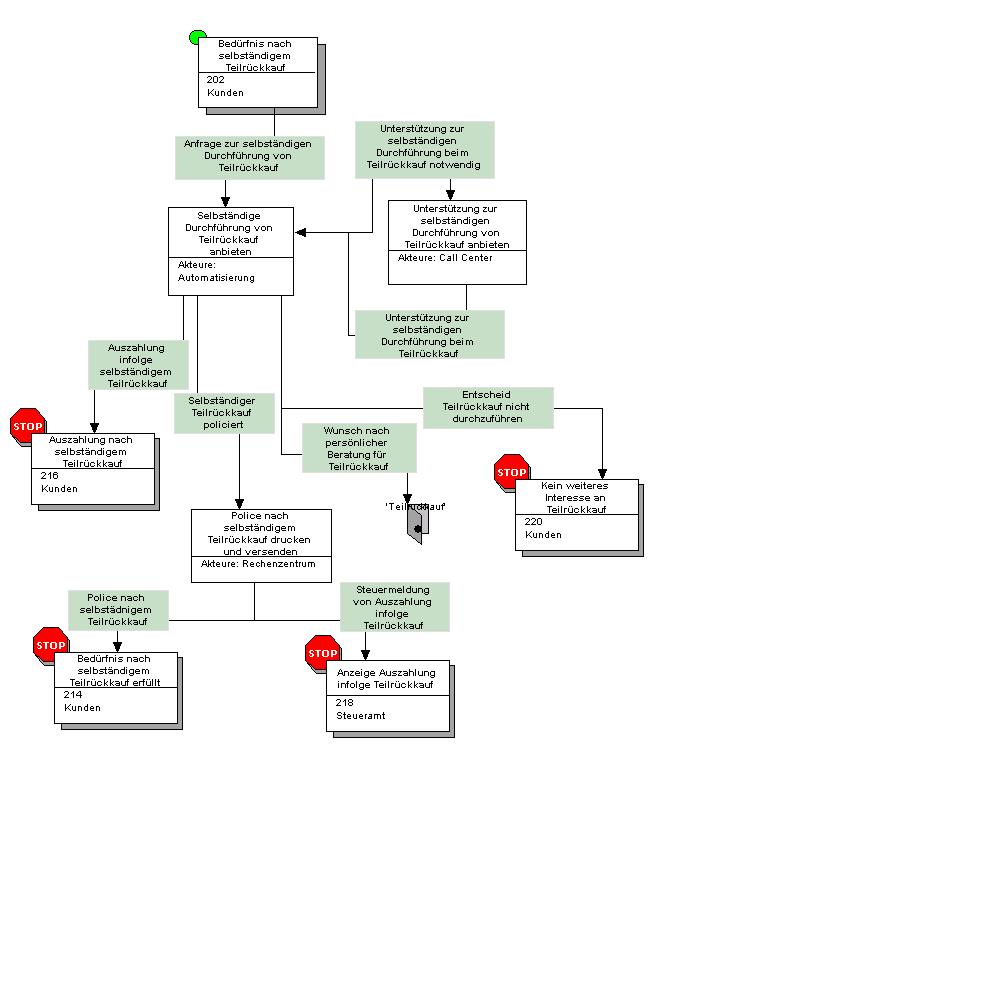 Bedürfnis nach
selbständigem
Teilrückkauf
202
Kunden
Anfrage zur selbständigen
Durchführung von
Teilrückkauf
Unterstützung zur
selbständigen
Durchführung beim
Teilrückkauf notwendig
Selbständige
Durchführung von
Teilrückkauf
anbieten
Akteure:
Automatisierung
Unterstützung zur
selbständigen
Durchführung von
Teilrückkauf anbieten
Akteure: Call Center
Unterstützung zur
selbständigen
Durchführung beim
Teilrückkauf
Auszahlung
infolge
selbständigem
Teilrückkauf
Selbständiger
Teilrückkauf
policiert
Entscheid
Teilrückkauf nicht
durchzuführen
Wunsch nach
persönlicher
Beratung für
Teilrückkauf
STOP
Auszahlung nach
selbständigem
Teilrückkauf
216
Kunden
STOP
Kein weiteres
Interesse an
Teilrückkauf
220
Kunden
'Teilrückkauf'
Police nach
selbständigem
Teilrückkauf drucken
und versenden
Akteure: Rechenzentrum
Police nach
selbstädnigem
Teilrückkauf
Steuermeldung
von Auszahlung
infolge
Teilrückkauf
STOP
Bedürfnis nach
selbständigem
Teilrückkauf erfüllt
214
Kunden
STOP
Anzeige Auszahlung
infolge Teilrückkauf
218
Steueramt